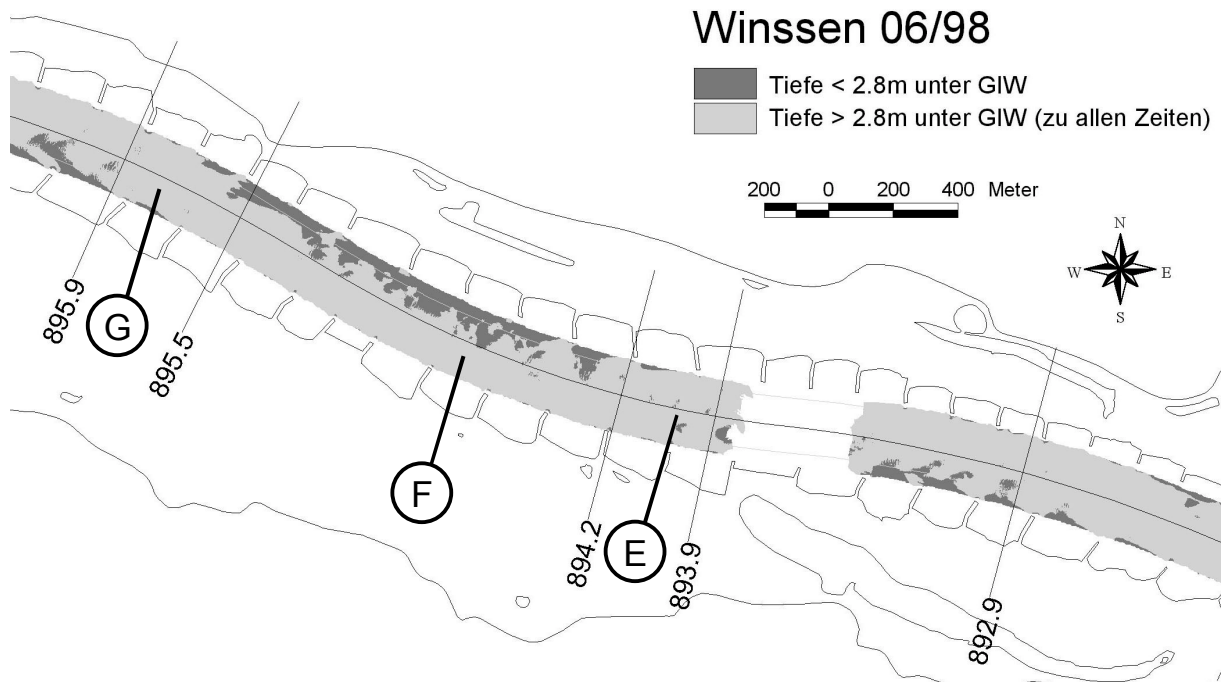 Winssen 06/98
Tiefe < 2.8m unter GlW
Tiefe > 2.8m unter GlW (zu allen Zeiten)
200 0 200 400 Meter
N
W E
S
895.9
G
895.5
F
894.2
E
893.9
892.9